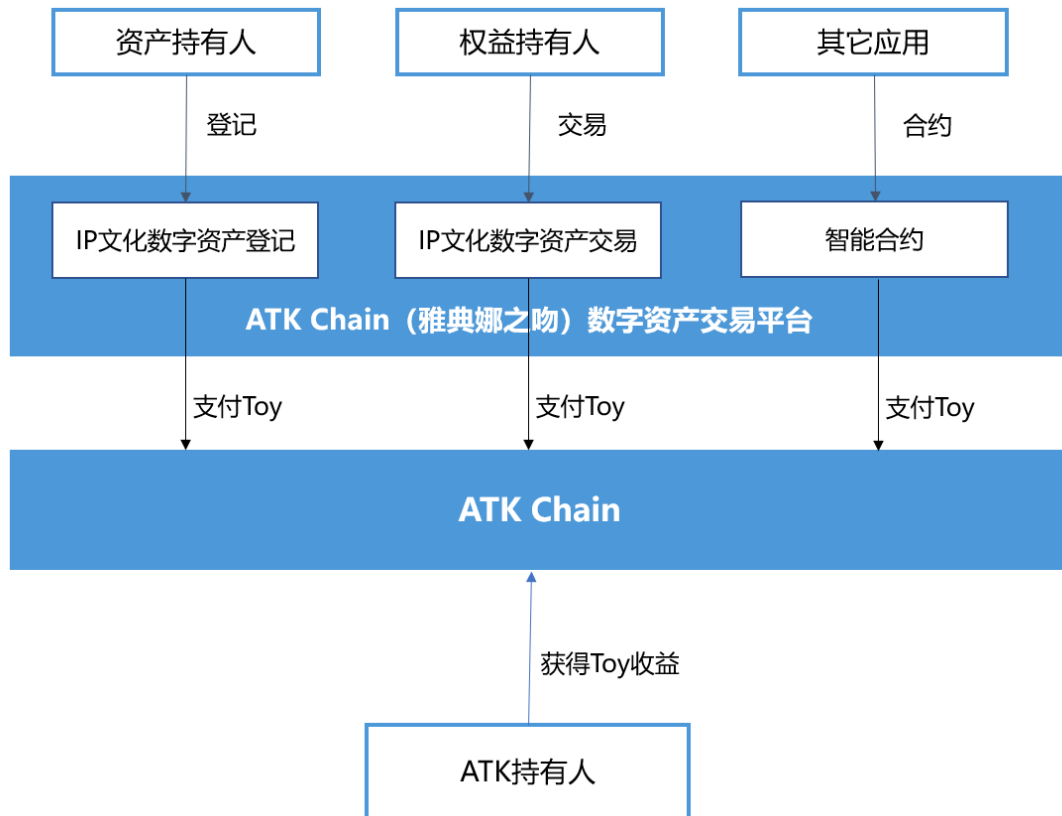 资产持有人
权益持有人
其它应用
登记
交易
合约
IP文化数字资产登记
IP文化数字资产交易
智能合约
ATK Chain（雅典娜之吻）数字资产交易平台
支付Toy
支付Toy
支付Toy
ATK Chain
获得Toy收益
ATK持有人